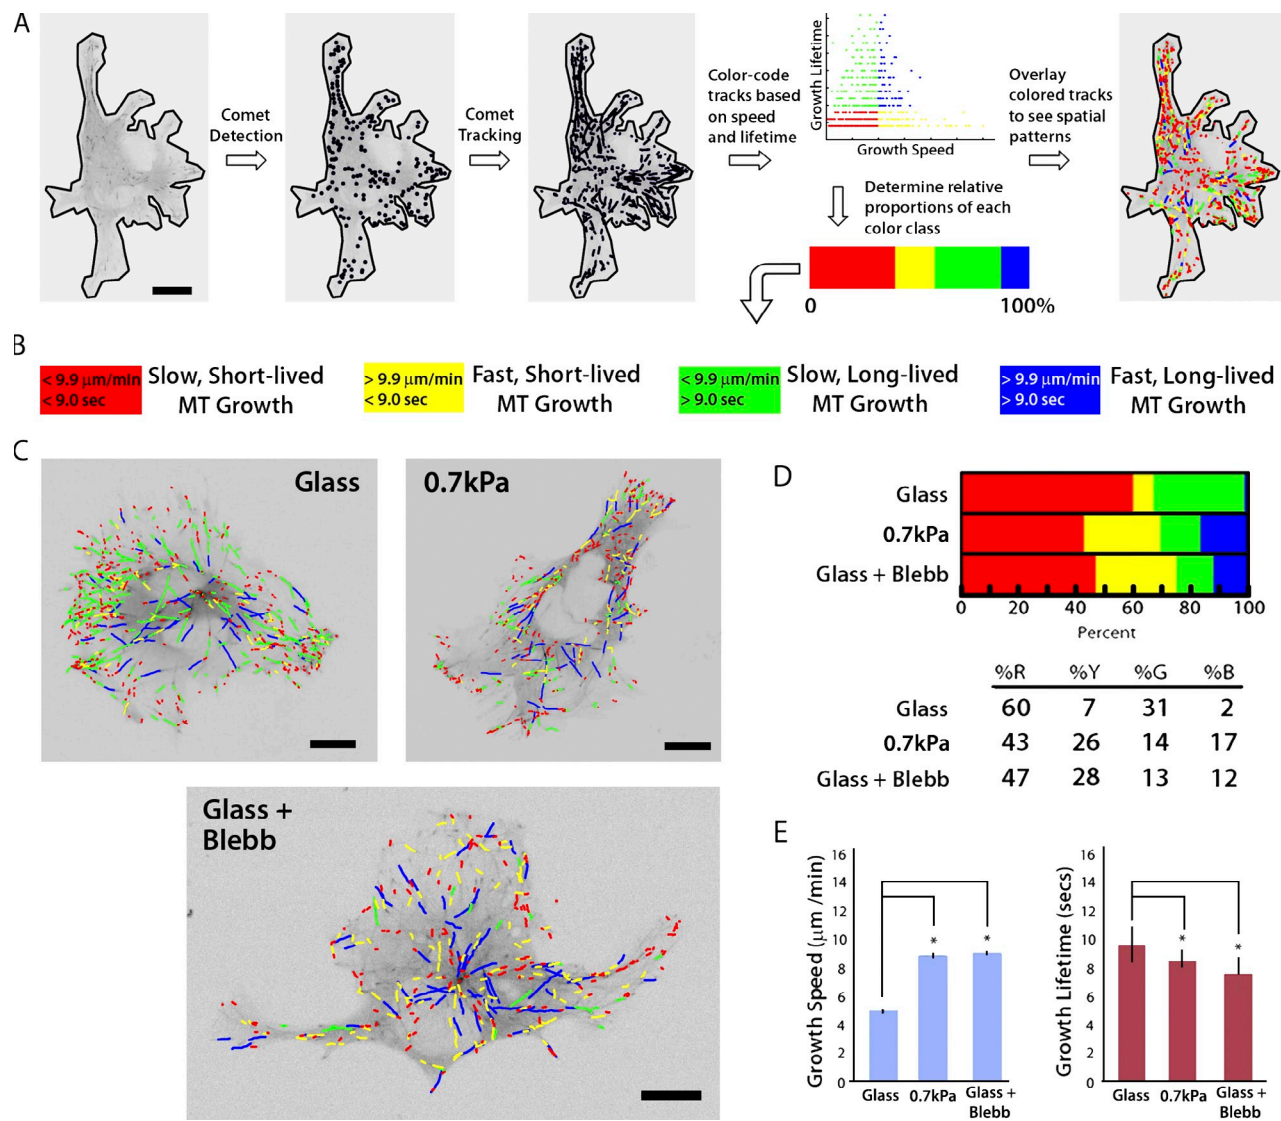 A
Comet
Detection
Comet
Tracking
Color-code
tracks based
on speed
and lifetime
Growth Lifetime
Growth Speed
Overlay
colored tracks
to see spatial
patterns
Determine relative
proportions of each
color class
0 100%
B
< 9.9 µm/min
< 9.0 sec
Slow, Short-lived
MT Growth
> 9.9 µm/min
< 9.0 sec
Fast, Short-lived
MT Growth
< 9.9 µm/min
> 9.0 sec
Slow, Long-lived
MT Growth
> 9.9 µm/min
> 9.0 sec
Fast, Long-lived
MT Growth
C
Glass
0.7kPa
Glass +
Blebb
D
Glass
0.7kPa
Glass + Blebb
0 20 40 60 80 100
Percent
%R %Y %G %B
Glass 60 7 31 2
0.7kPa 43 26 14 17
Glass + Blebb 47 28 13 12
E
Growth Speed (µm /min)
16
14
12
10
8
6
4
2
0
* *
Glass 0.7kPa Glass +
Blebb
Growth Lifetime (secs)
16
14
12
10
8
6
4
2
0
* *
Glass 0.7kPa Glass +
Blebb